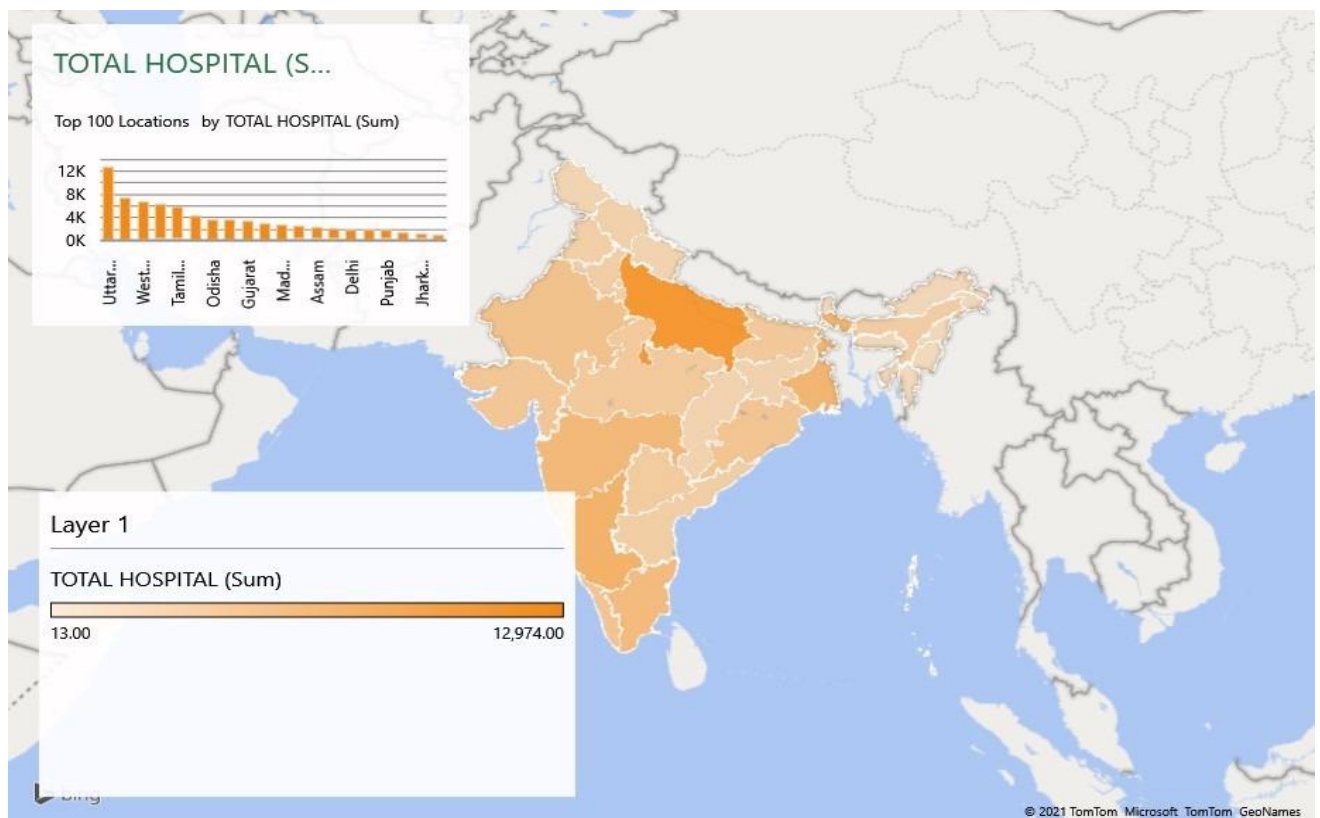 TOTAL HOSPITAL (S...
Top 100 Locations by TOTAL HOSPITAL (Sum)
12K
8K
4K
0K
Uttar...
West...
Tamil...
Odisha
Gujarat
Mad...
Assam
Delhi
Punjab
Jhark...
Layer 1
TOTAL HOSPITAL (Sum)
13.00 12,974.00
bing
© 2021 TomTom Microsoft TomTom GeoNames